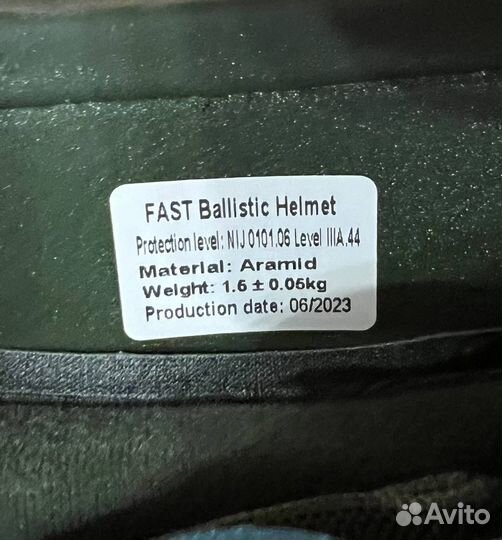 FAST Ballistic Helmet
Protection level: NIJ 0101.06 Level IIIA.44
Material: Aramid
Weight: 1.6 ± 0.05kg
Production date: 06/2023
Avito